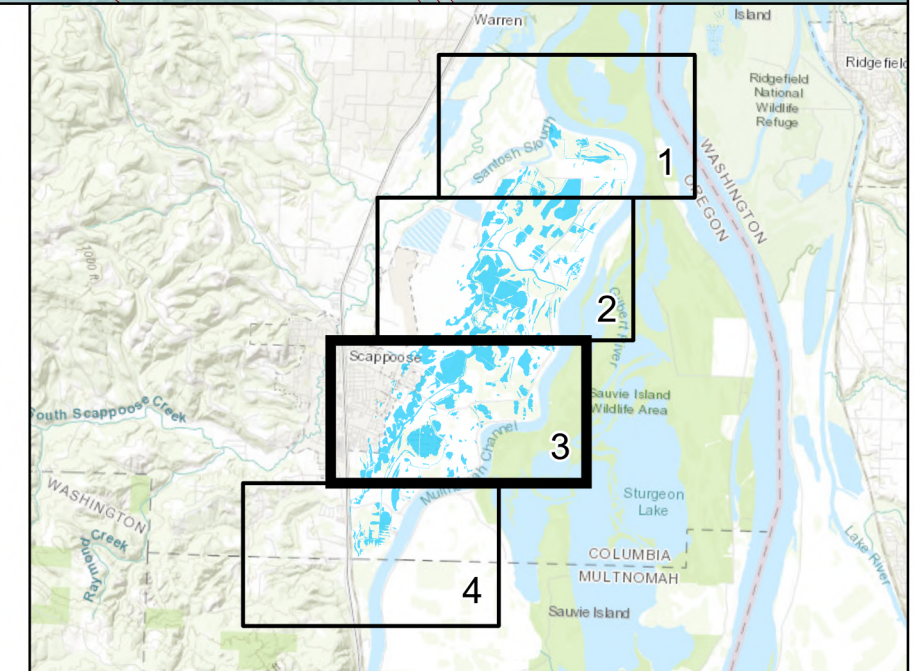 Warren
Island
Ridgefield
Ridgefield
National
Wildlife
Refuge
Santosh Slough
1
WASHINGTON
OREGON
1000 ft
2
Gilbert River
Scappoose
South Scappoose Creek
Sauvie Island
Wildlife Area
3
Multnomah Channel
WASHINGTON
Sturgeon
Lake
Raymond Creek
Lake River
COLUMBIA
MULTNOMAH
4
Sauvie Island